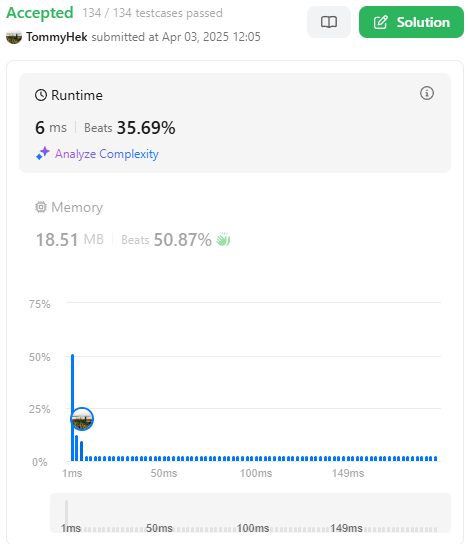 Accepted 134 / 134 testcases passed
TommyHek submitted at Apr 03, 2025 12:05
Solution
Runtime
6 ms Beats 35.69%
Analyze Complexity
Memory
18.51 MB Beats 50.87%
75%
50%
25%
0%
1ms 50ms 100ms 149ms
1ms 50ms 100ms 149ms